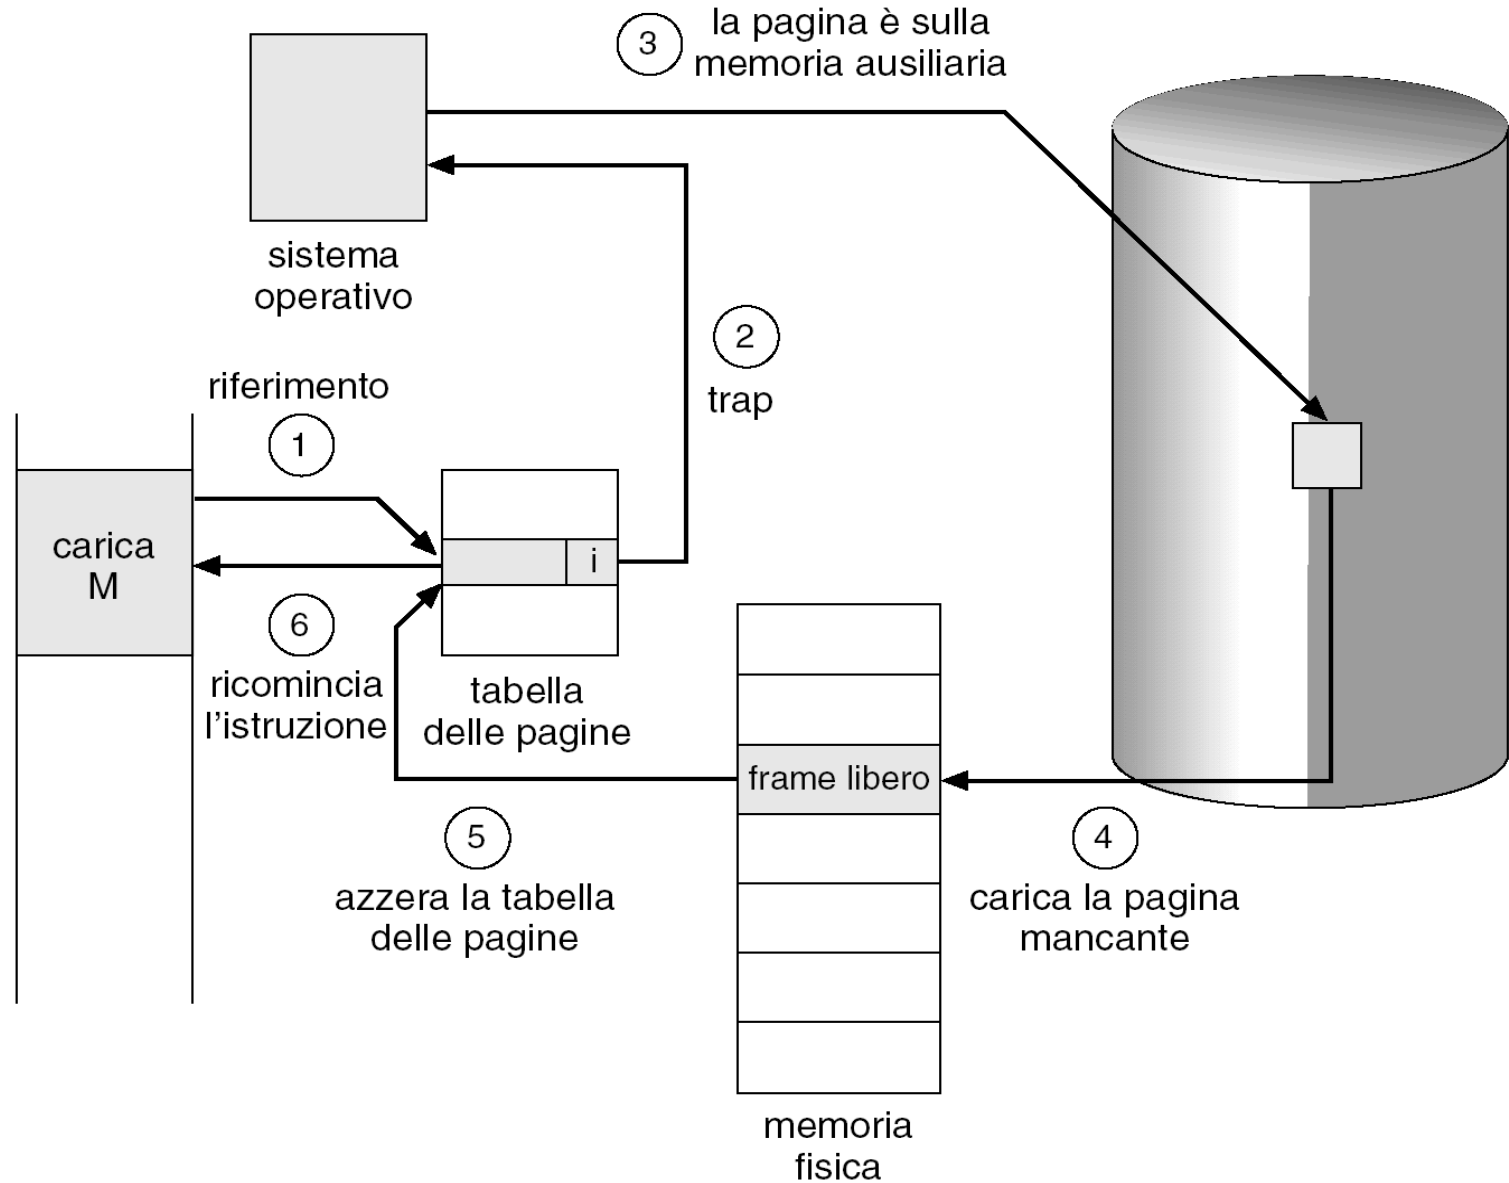 3
la pagina è sulla
memoria ausiliaria
sistema
operativo
2
trap
riferimento
1
carica
M
i
6
ricomincia
l'istruzione
tabella
delle pagine
frame libero
5
azzera la tabella
delle pagine
4
carica la pagina
mancante
memoria
fisica